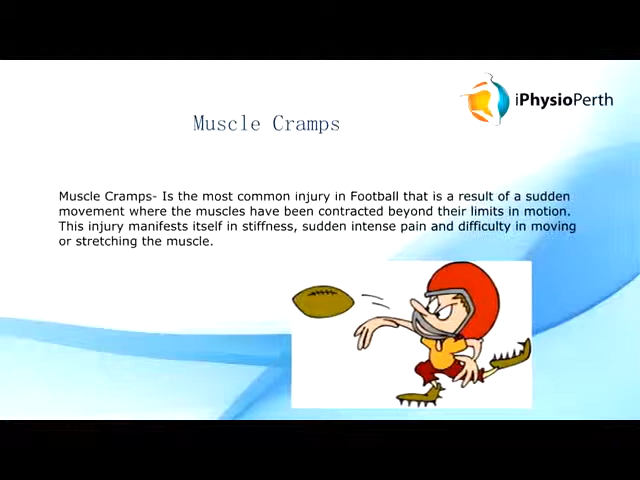 iPhysioPerth
Muscle Cramps
Muscle Cramps- Is the most common injury in Football that is a result of a sudden
movement where the muscles have been contracted beyond their limits in motion.
This injury manifests itself in stiffness, sudden intense pain and difficulty in moving
or stretching the muscle.